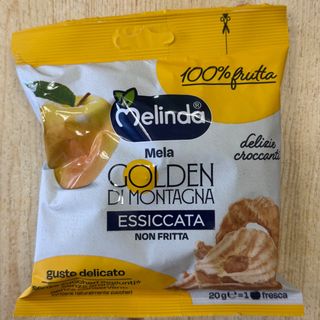 100% frutta
Melinda®
delizie
croccanti
Mela
GOLDEN
DI MONTAGNA
ESSICCATA
NON FRITTA
gusto delicato
20g e = 1 fresca